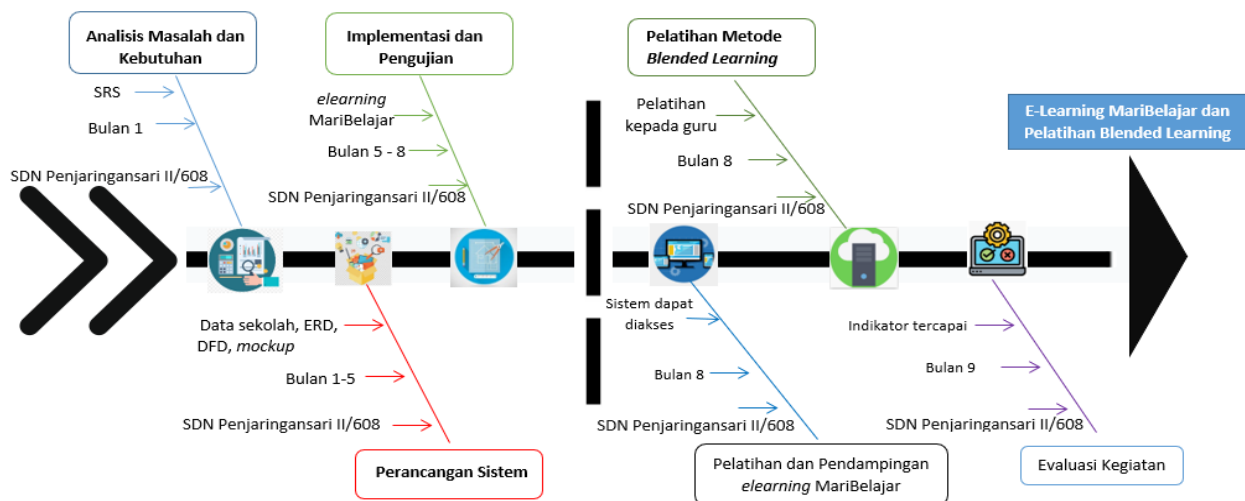 Analisis Masalah dan
Kebutuhan
SRS
Bulan 1
SDN Penjaringansari II/608
Implementasi dan
Pengujian
elearning
MariBelajar
Bulan 5 - 8
SDN Penjaringansari II/608
Pelatihan Metode
Blended Learning
Pelatihan
kepada guru
Bulan 8
SDN Penjaringansari II/608
E-Learning MariBelajar dan
Pelatihan Blended Learning
Data sekolah, ERD,
DFD, mockup
Bulan 1-5
SDN Penjaringansari II/608
Perancangan Sistem
Sistem dapat
diakses
Bulan 8
SDN Penjaringansari II/608
Pelatihan dan Pendampingan
elearning MariBelajar
Indikator tercapai
Bulan 9
SDN Penjaringansari II/608
Evaluasi Kegiatan